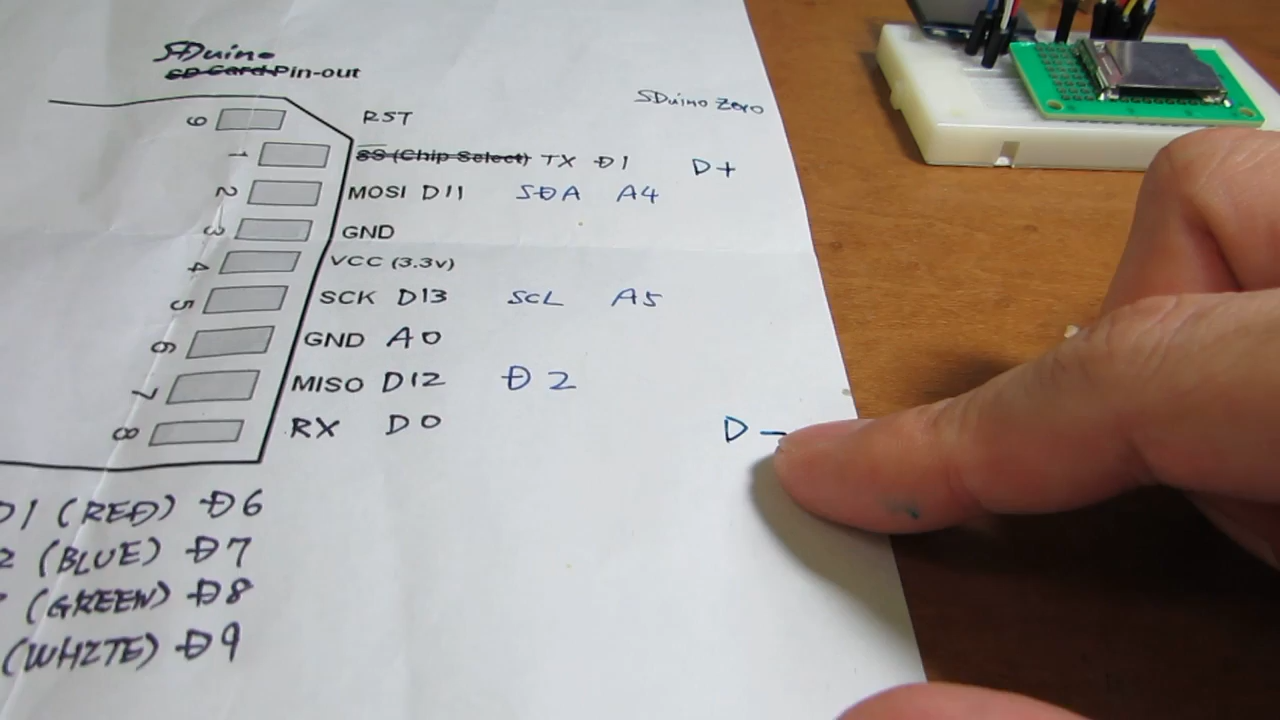 SDuino
SD Card Pin-out
SDuino Zero
9 RST
1 SS (Chip Select) TX D1 D+
2 MOSI D11 SDA A4
3 GND
4 VCC (3.3v)
5 SCK D13 SCL A5
6 GND A0
7 MISO D12 D2
8 RX D0 D-
D1 (RED) D6
2 (BLUE) D7
(GREEN) D8
(WHITE) D9